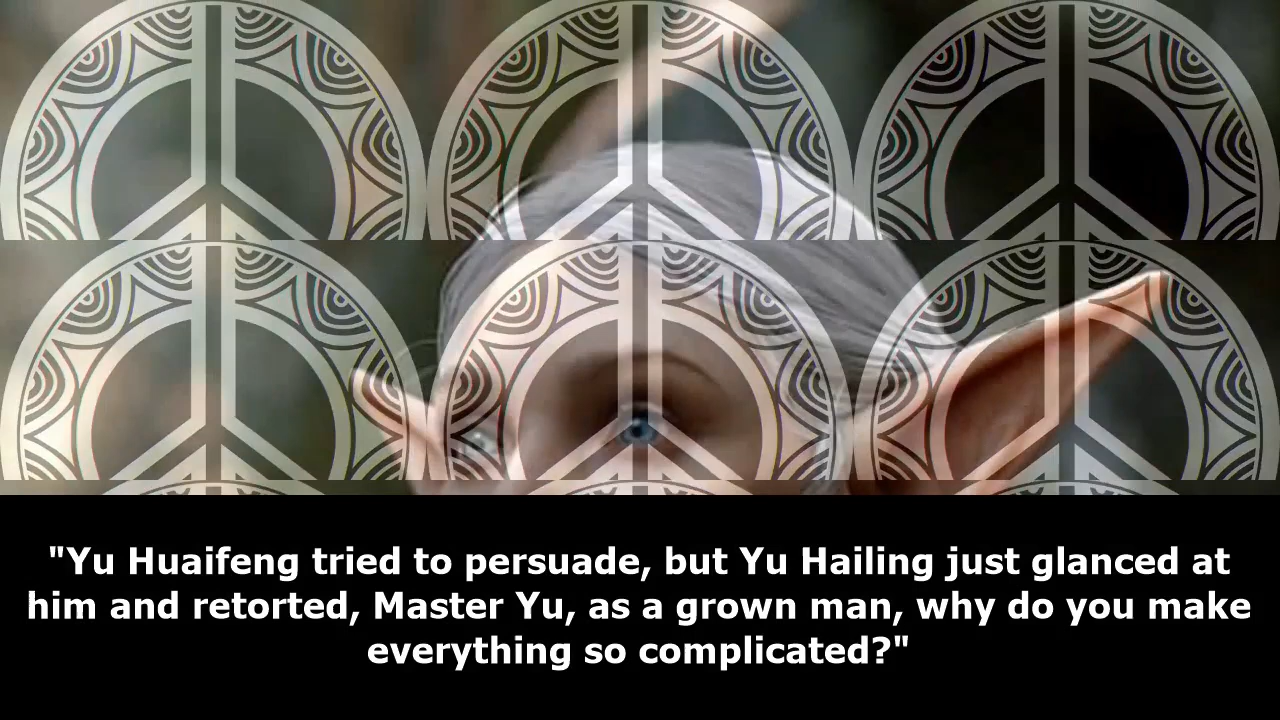 "Yu Huaifeng tried to persuade, but Yu Hailing just glanced at
him and retorted, Master Yu, as a grown man, why do you make
everything so complicated?"